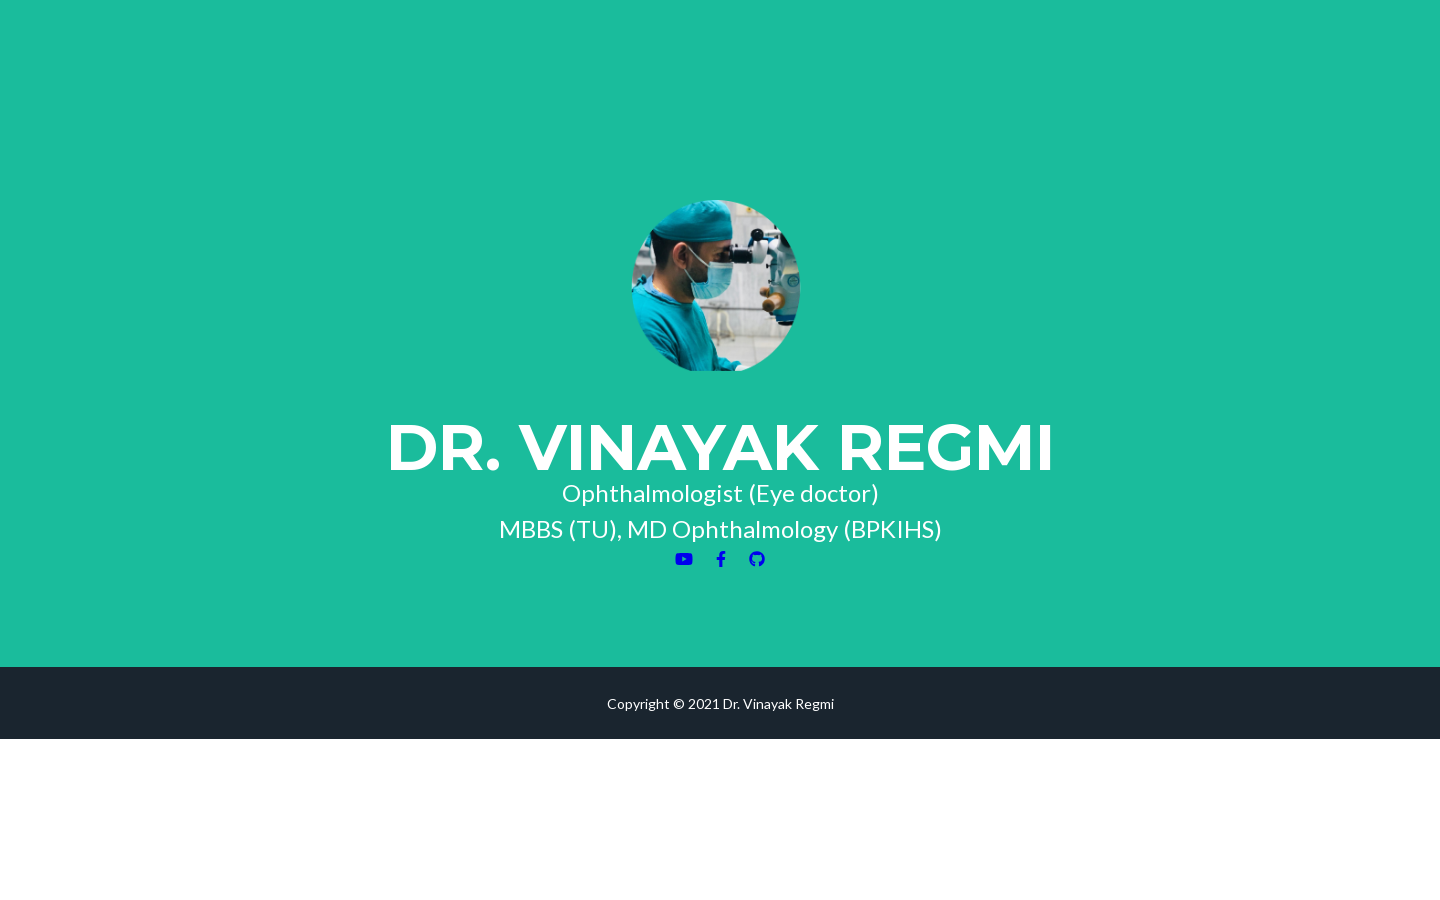 DR. VINAYAK REGMI
Ophthalmologist (Eye doctor)
MBBS (TU), MD Ophthalmology (BPKIHS)
Copyright © 2021 Dr. Vinayak Regmi